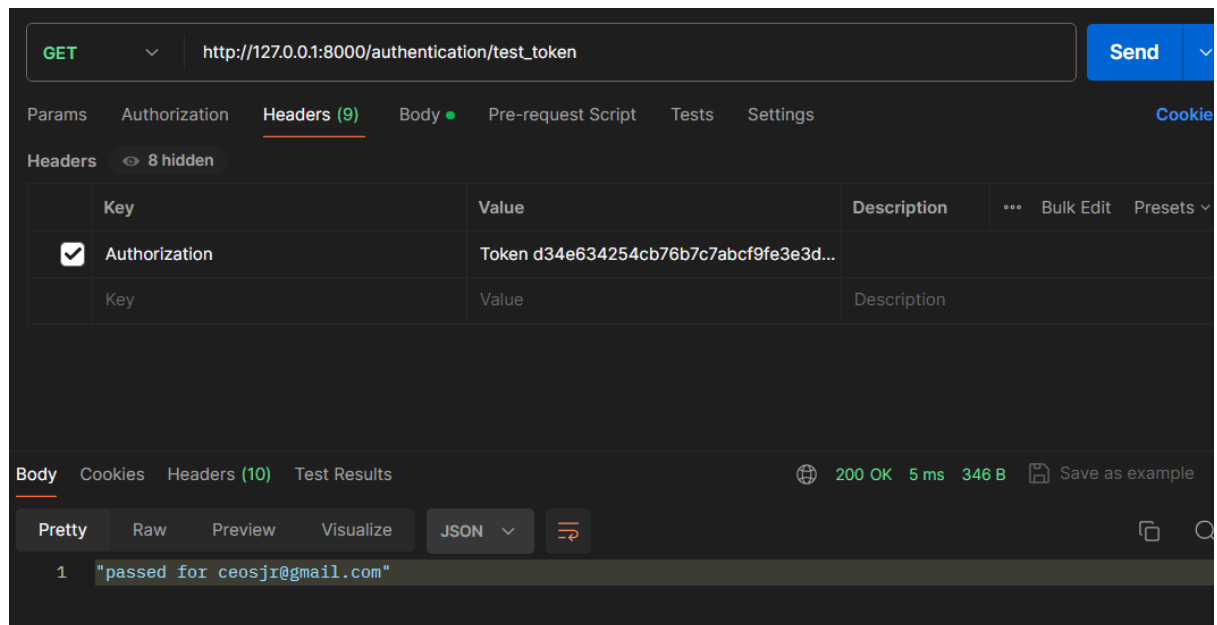 GET http://127.0.0.1:8000/authentication/test_token Send
Params Authorization Headers (9) Body Pre-request Script Tests Settings Cookie
Headers 8 hidden
Key Value Description Bulk Edit Presets
Authorization Token d34e634254cb76b7c7abcf9fe3e3d...
Key Value Description
Body Cookies Headers (10) Test Results 200 OK 5 ms 346 B Save as example
Pretty Raw Preview Visualize JSON
1 "passed for ceosjr@gmail.com"